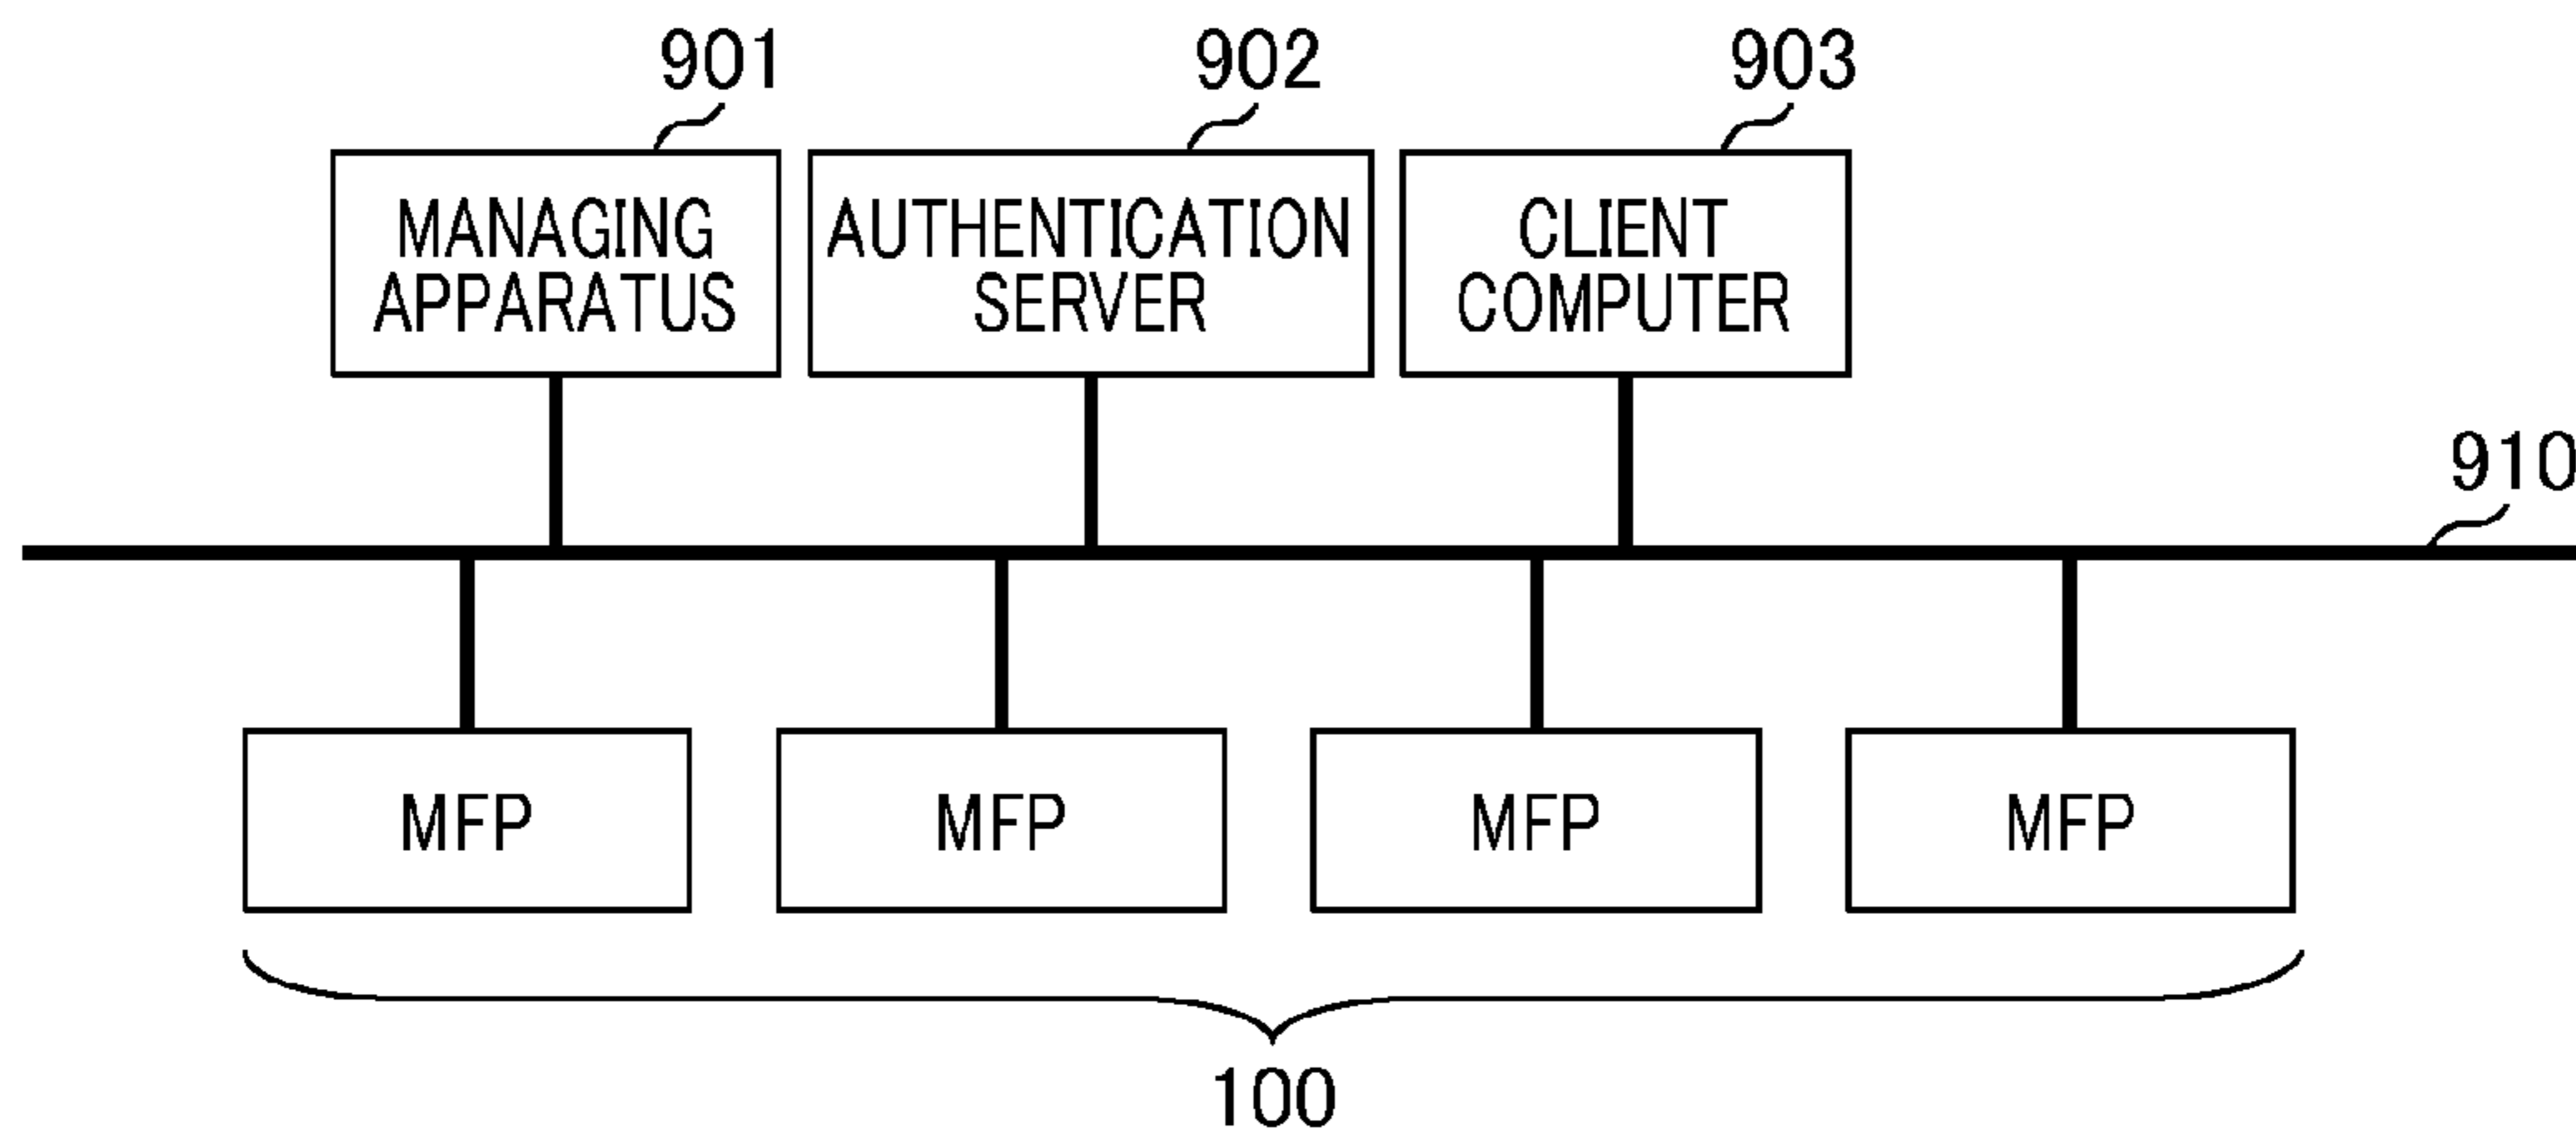 901
902
903
MANAGING
APPARATUS
AUTHENTICATION
SERVER
CLIENT
COMPUTER
910
MFP
MFP
MFP
MFP
100